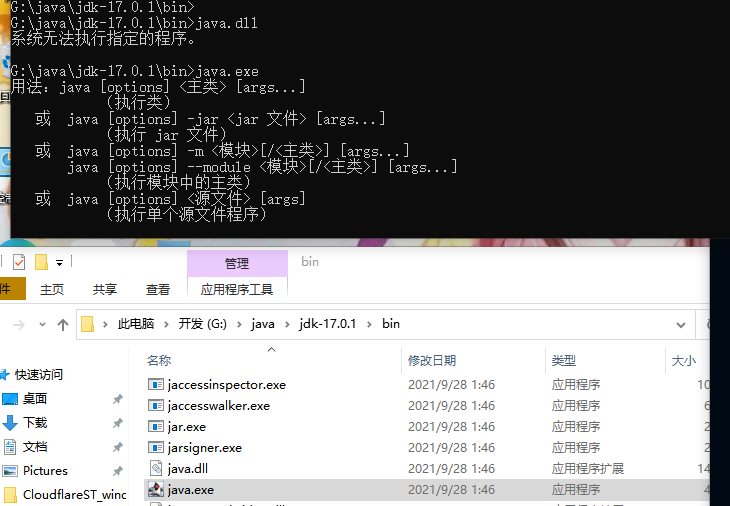 G:\java\jdk-17.0.1\bin>
G:\java\jdk-17.0.1\bin>java.dll
系统无法执行指定的程序。
G:\java\jdk-17.0.1\bin>java.exe
用法：java [options] <主类> [args...]
（执行类）
或 java [options] -jar <jar 文件> [args...]
（执行 jar 文件）
或 java [options] -m <模块>[/<主类>] [args...]
java [options] --module <模块>[/<主类>] [args...]
（执行模块中的主类）
或 java [options] <源文件> [args]
（执行单个源文件程序）
管理 bin
件 主页 共享 查看 应用程序工具
此电脑 > 开发 (G:) > java > jdk-17.0.1 > bin
名称 修改日期 类型 大小
快速访问
桌面
下载
文档
Pictures
CloudflareST_winc
jaccessinspector.exe 2021/9/28 1:46 应用程序 10
jaccesswalker.exe 2021/9/28 1:46 应用程序 6
jar.exe 2021/9/28 1:46 应用程序 2
jarsigner.exe 2021/9/28 1:46 应用程序 2
java.dll 2021/9/28 1:46 应用程序扩展 14
java.exe 2021/9/28 1:46 应用程序 4